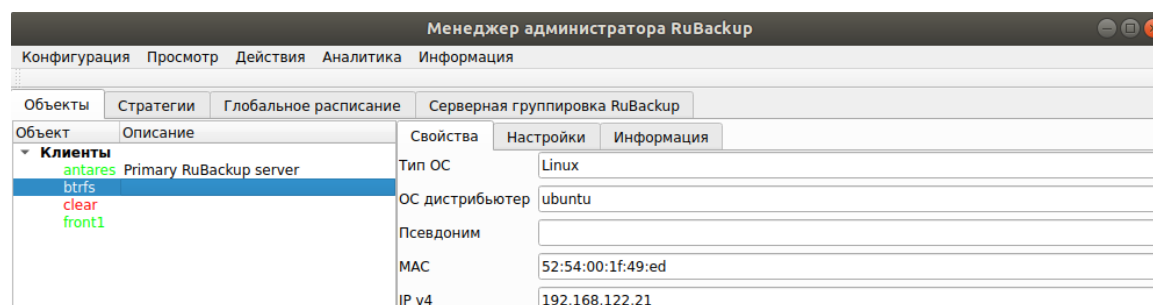 Менеджер администратора RuBackup
Конфигурация Просмотр Действия Аналитика Информация
Объекты Стратегии Глобальное расписание Серверная группировка RuBackup
Объект Описание
Клиенты
antares Primary RuBackup server
btrfs
clear
front1
Свойства Настройки Информация
Тип ОС Linux
ОС дистрибьютер ubuntu
Псевдоним
MAC 52:54:00:1f:49:ed
IP v4 192.168.122.21